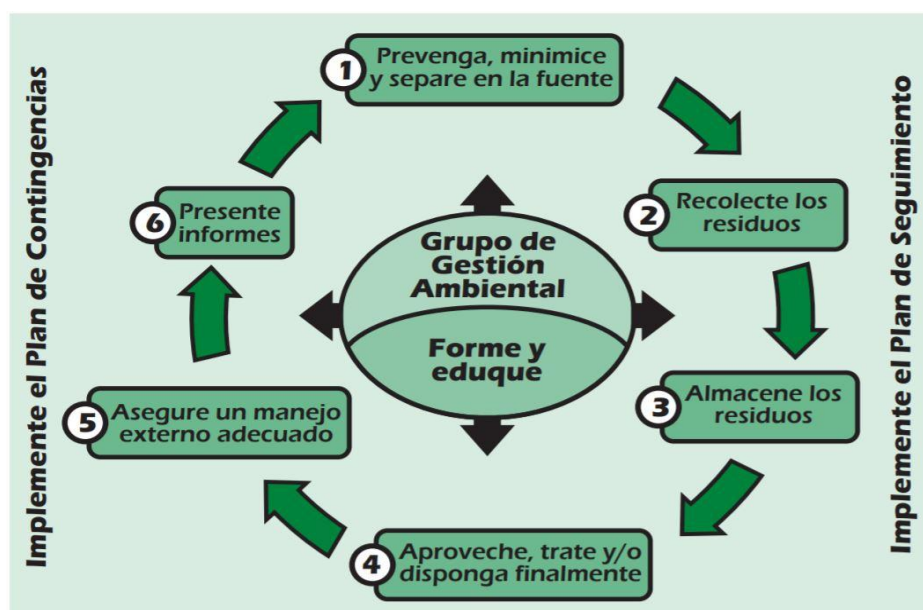 Implemente el Plan de Contingencias
1
Prevenga, minimice
y separe en la fuente
2
Recolecte los
residuos
3
Almacene los
residuos
4
Aproveche, trate y/o
disponga finalmente
5
Asegure un manejo
externo adecuado
6
Presente
informes
Grupo de
Gestión
Ambiental
Forme y
eduque
Implemente el Plan de Seguimiento